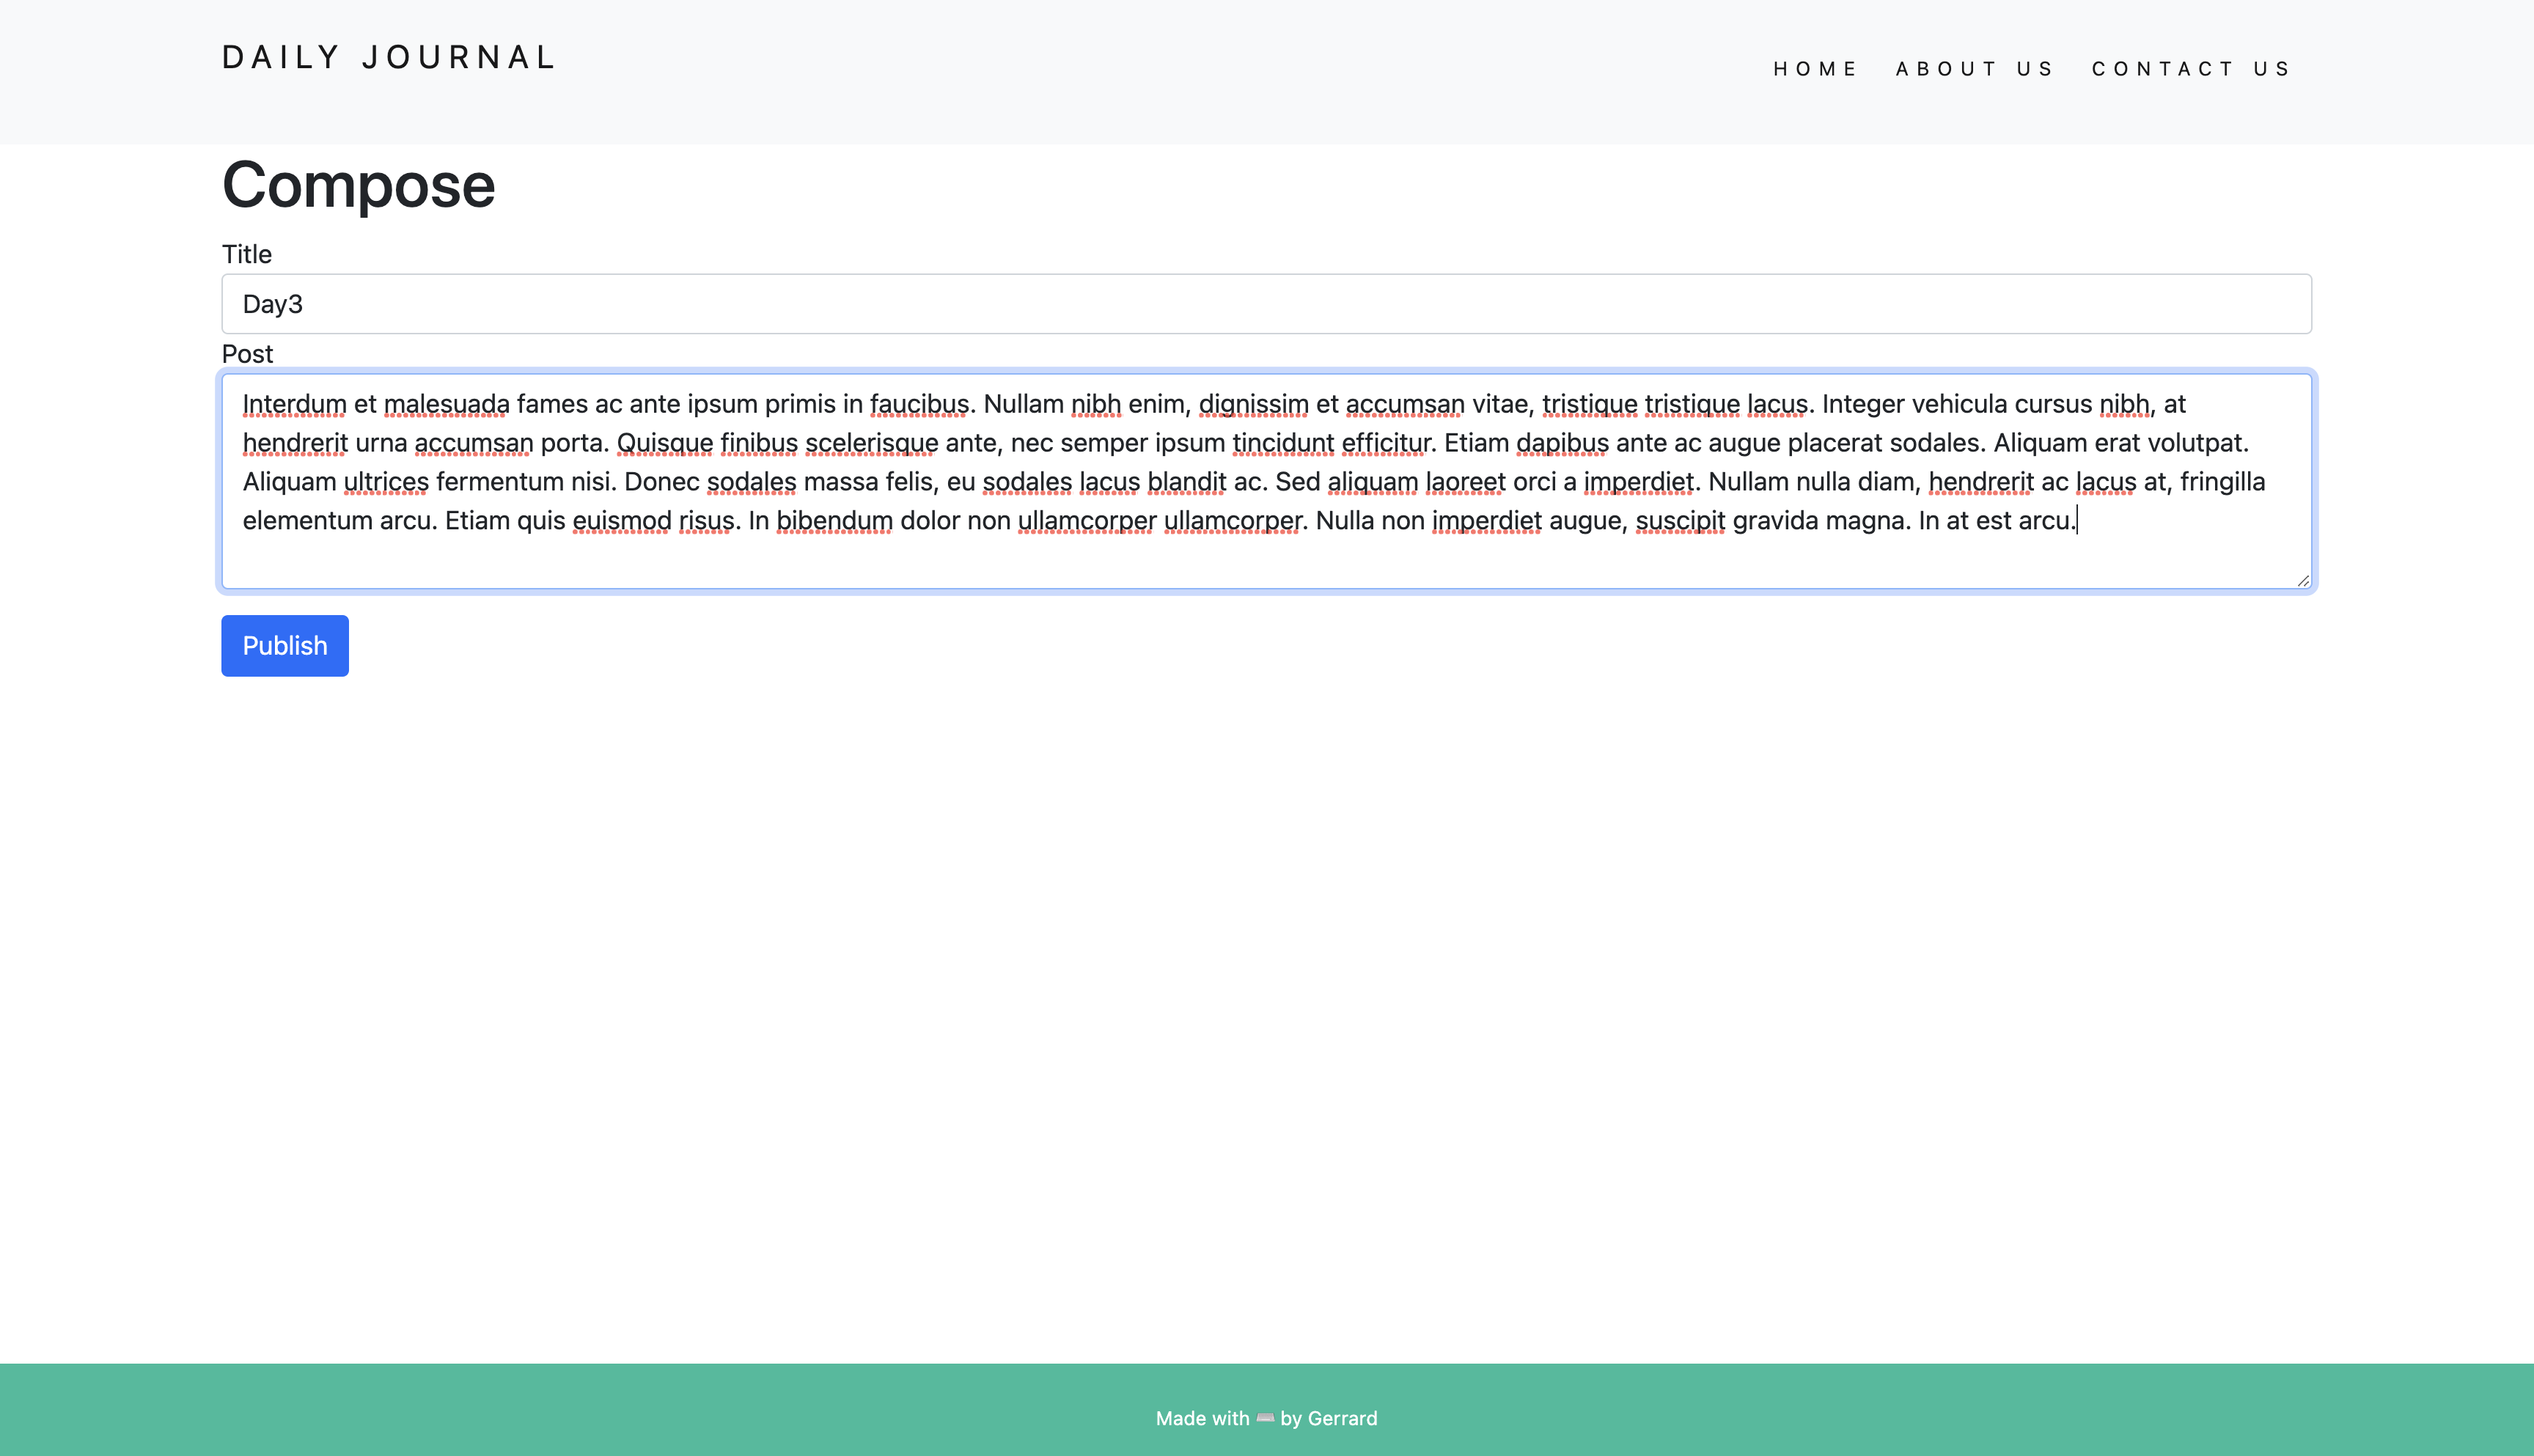 DAILY JOURNAL
HOME ABOUT US CONTACT US
Compose
Title
Day3
Post
Interdum et malesuada fames ac ante ipsum primis in faucibus. Nullam nibh enim, dignissim et accumsan vitae, tristique tristique lacus. Integer vehicula cursus nibh, at
hendrerit urna accumsan porta. Quisque finibus scelerisque ante, nec semper ipsum tincidunt efficitur. Etiam dapibus ante ac augue placerat sodales. Aliquam erat volutpat.
Aliquam ultrices fermentum nisi. Donec sodales massa felis, eu sodales lacus blandit ac. Sed aliquam laoreet orci a imperdiet. Nullam nulla diam, hendrerit ac lacus at, fringilla
elementum arcu. Etiam quis euismod risus. In bibendum dolor non ullamcorper ullamcorper. Nulla non imperdiet augue, suscipit gravida magna. In at est arcu.
Publish
Made with ⌨️ by Gerrard